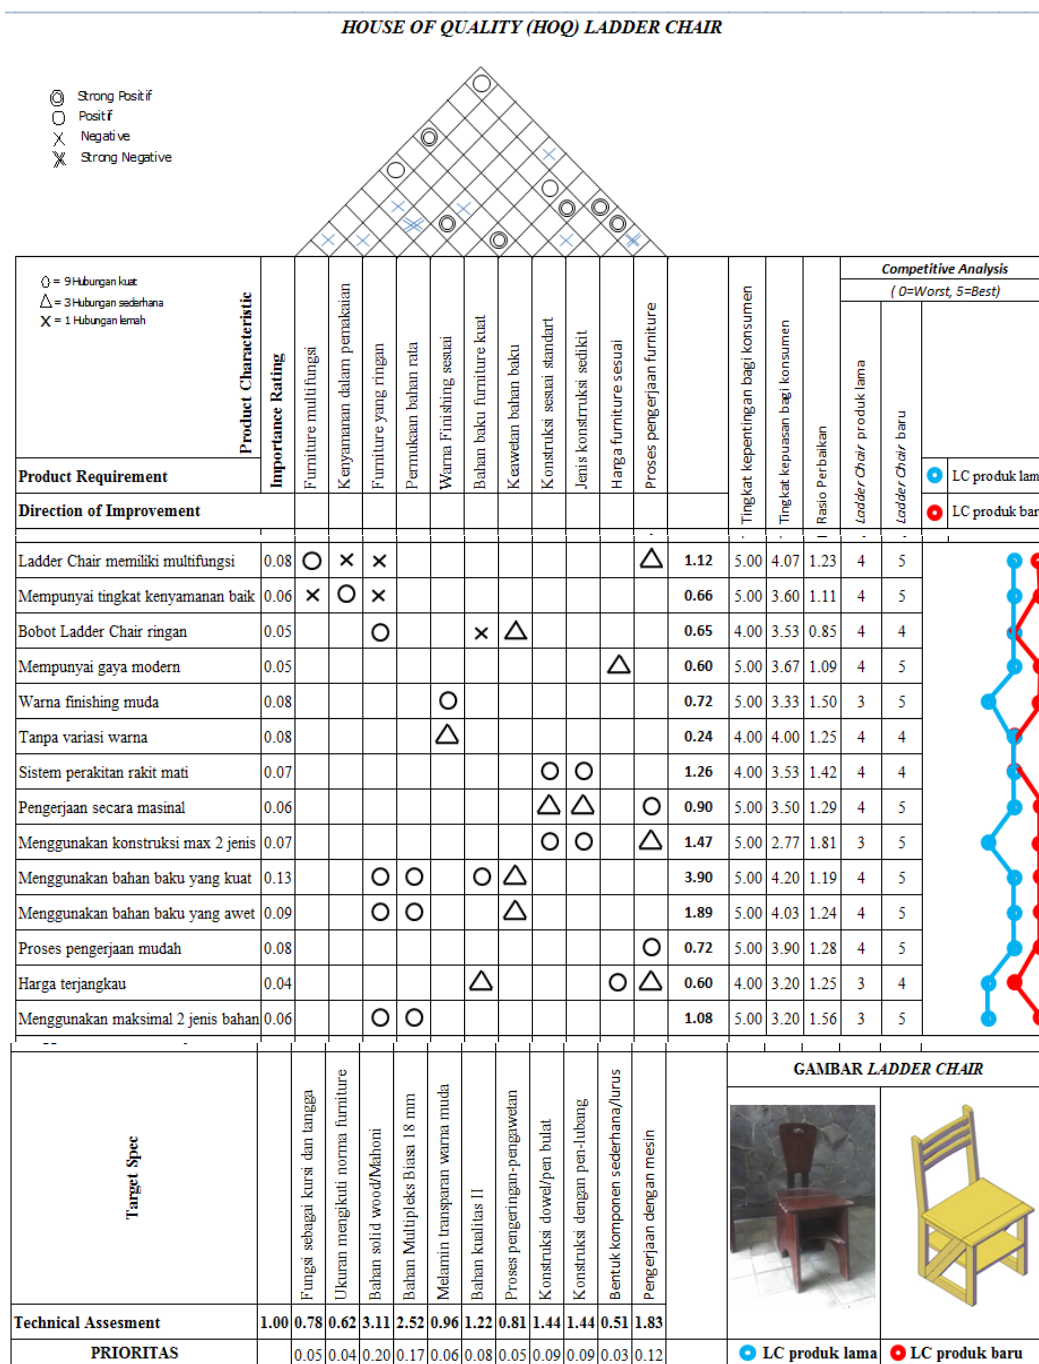 HOUSE OF QUALITY (HOQ) LADDER CHAIR
Strong Positif
Positif
Negative
Strong Negative
= 9 Hubungan kuat
= 3 Hubungan sederhana
X = 1 Hubungan lemah
Product Characteristic
Importance Rating
Furniture multifungsi
Kenyamanan dalam pemakaian
Furniture yang ringan
Permukaan bahan rata
Warna Finishing sesuai
Bahan baku furniture kuat
Keawetan bahan baku
Konstruksi sesuai standart
Jenis konstrruksi sedikit
Harga furniture sesuai
Proses pengerjaan furniture
Tingkat kepentingan bagi konsumen
Tingkat kepuasan bagi konsumen
Rasio Perbaikan
Competitive Analysis
( 0=Worst, 5=Best)
Ladder Chair produk lama
Ladder Chair baru
Product Requirement
LC produk lam
Direction of Improvement
LC produk bar
Ladder Chair memiliki multifungsi 0.08 1.12 5.00 4.07 1.23 4 5
Mempunyai tingkat kenyamanan baik 0.06 0.66 5.00 3.60 1.11 4 5
Bobot Ladder Chair ringan 0.05 0.65 4.00 3.53 0.85 4 4
Mempunyai gaya modern 0.05 0.60 5.00 3.67 1.09 4 5
Warna finishing muda 0.08 0.72 5.00 3.33 1.50 3 5
Tanpa variasi warna 0.08 0.24 4.00 4.00 1.25 4 4
Sistem perakitan rakit mati 0.07 1.26 4.00 3.53 1.42 4 4
Pengerjaan secara masinal 0.06 0.90 5.00 3.50 1.29 4 5
Menggunakan konstruksi max 2 jenis 0.07 1.47 5.00 2.77 1.81 3 5
Menggunakan bahan baku yang kuat 0.13 3.90 5.00 4.20 1.19 4 5
Menggunakan bahan baku yang awet 0.09 1.89 5.00 4.03 1.24 4 5
Proses pengerjaan mudah 0.08 0.72 5.00 3.90 1.28 4 5
Harga terjangkau 0.04 0.60 4.00 3.20 1.25 3 4
Menggunakan maksimal 2 jenis bahan 0.06 1.08 5.00 3.20 1.56 3 5
Target Spec
Fungsi sebagai kursi dan tangga
Ukuran mengikuti norma furniture
Bahan solid wood/Mahoni
Bahan Multipleks Biasa 18 mm
Melamin transparan warna muda
Bahan kualitas II
Proses pengeringan-pengawetan
Konstruksi dowel/pen bulat
Konstruksi dengan pen-lubang
Bentuk komponen sederhana/lurus
Pengerjaan dengan mesin
GAMBAR LADDER CHAIR
Technical Assesment 1.00 0.78 0.62 3.11 2.52 0.96 1.22 0.81 1.44 1.44 0.51 1.83
PRIORITAS 0.05 0.04 0.20 0.17 0.06 0.08 0.05 0.09 0.09 0.03 0.12
LC produk lama LC produk baru